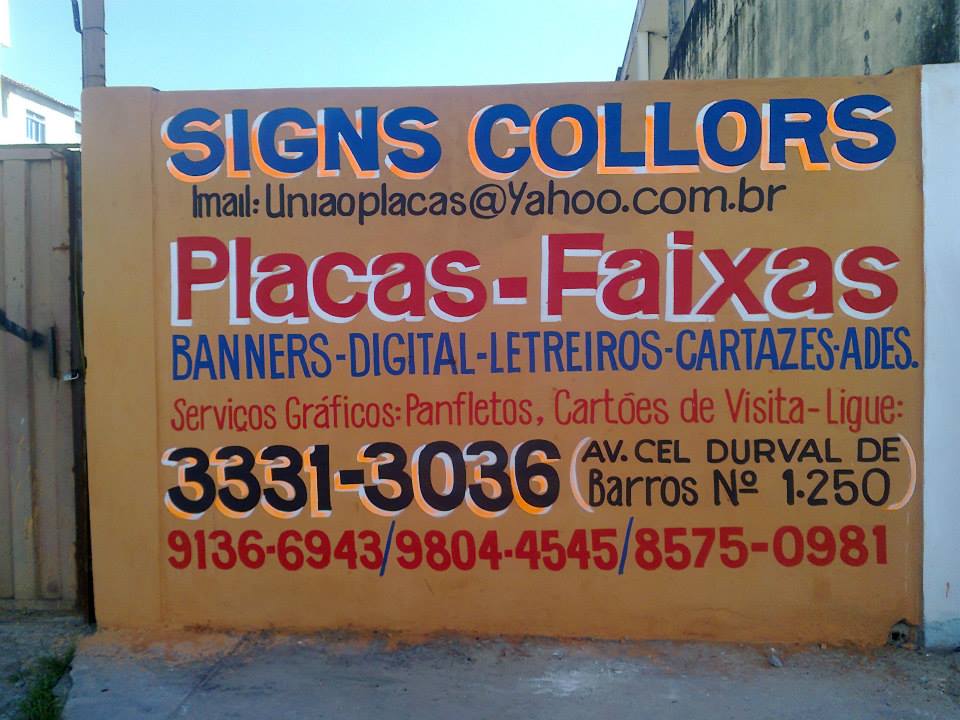 SIGNS COLLORS
Imail: Uniaoplacas@Yahoo.com.br
Placas-Faixas
BANNERS-DIGITAL-LETREIROS-CARTAZES-ADES.
Serviços Gráficos: Panfletos, Cartões de Visita-Ligue:
3331-3036 (AV. CEL DURVAL DE
Barros Nº 1.250)
9136-6943/9804-4545/8575-0981